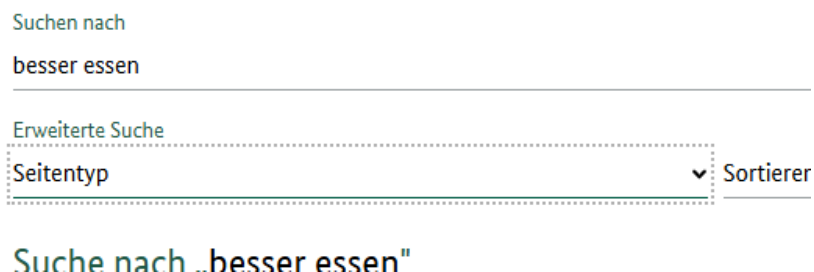 Suchen nach
besser essen
Erweiterte Suche
Seitentyp
Suche nach „besser essen"